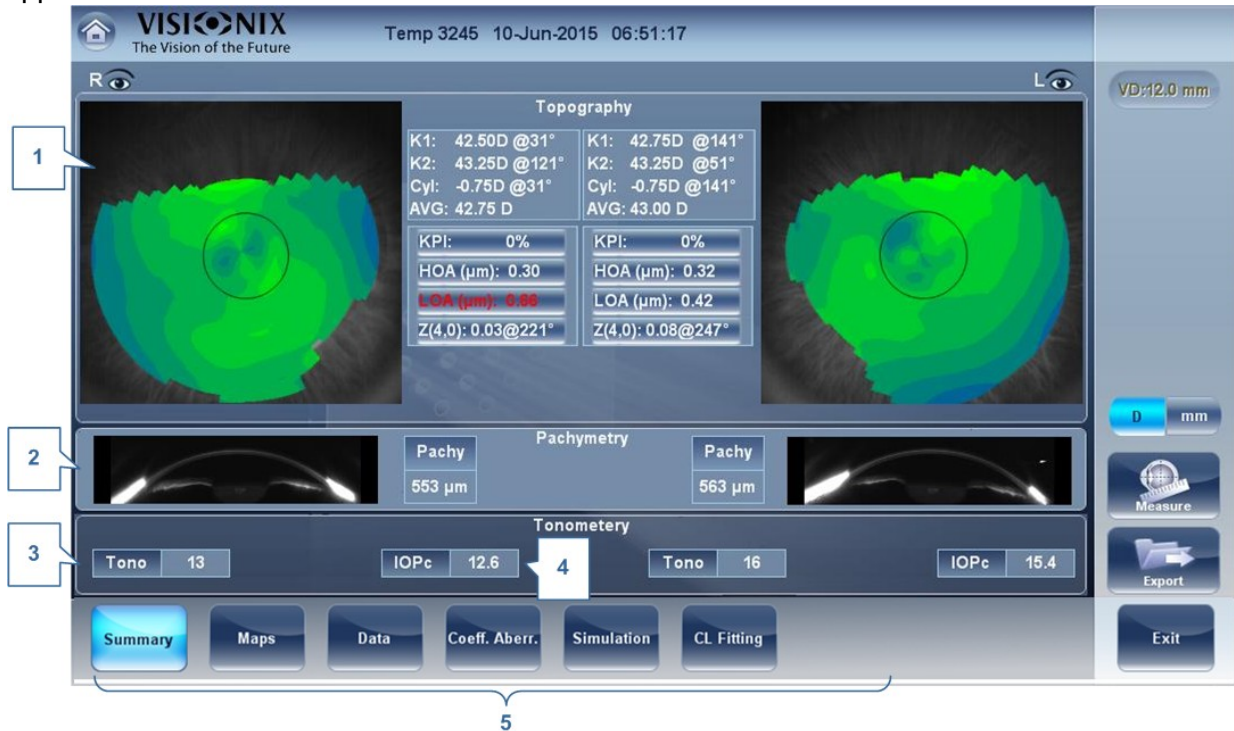 VISIONIX
The Vision of the Future
Temp 3245 10-Jun-2015 06:51:17
R
L
VD:12.0 mm
Topography
K1: 42.50D @31°
K2: 43.25D @121°
Cyl: -0.75D @31°
AVG: 42.75 D
K1: 42.75D @141°
K2: 43.25D @51°
Cyl: -0.75D @141°
AVG: 43.00 D
KPI: 0%
HOA (µm): 0.30
LOA (µm): 0.66
Z(4,0): 0.03@221°
KPI: 0%
HOA (µm): 0.32
LOA (µm): 0.42
Z(4,0): 0.08@247°
1
D mm
Pachymetry
2
Pachy
553 µm
Pachy
563 µm
Measure
Tonometery
3
Tono 13
IOPc 12.6
4
Tono 16
IOPc 15.4
Export
Summary
Maps
Data
Coeff. Aberr.
Simulation
CL Fitting
Exit
5